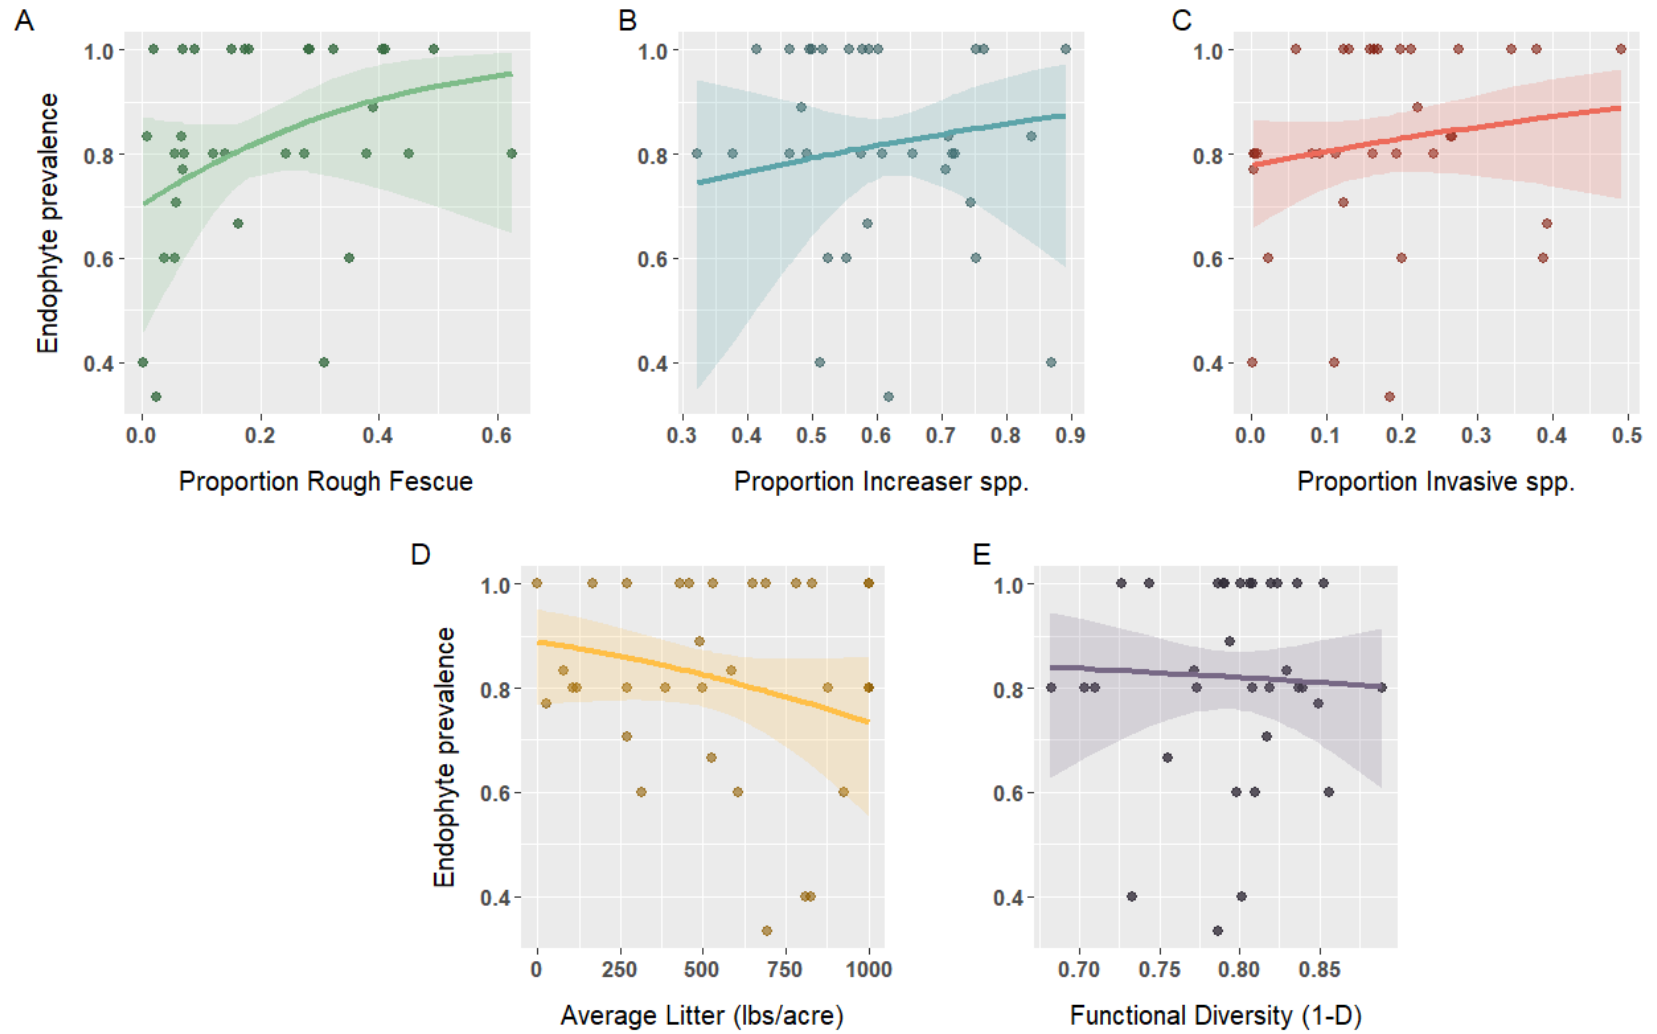 A
B
C
1.0
0.8
0.6
0.4
Endophyte prevalence
0.0 0.2 0.4 0.6
Proportion Rough Fescue
1.0
0.8
0.6
0.4
0.3 0.4 0.5 0.6 0.7 0.8 0.9
Proportion Increaser spp.
1.0
0.8
0.6
0.4
0.0 0.1 0.2 0.3 0.4 0.5
Proportion Invasive spp.
D
E
1.0
0.8
0.6
0.4
Endophyte prevalence
0 250 500 750 1000
Average Litter (lbs/acre)
1.0
0.8
0.6
0.4
0.70 0.75 0.80 0.85
Functional Diversity (1-D)